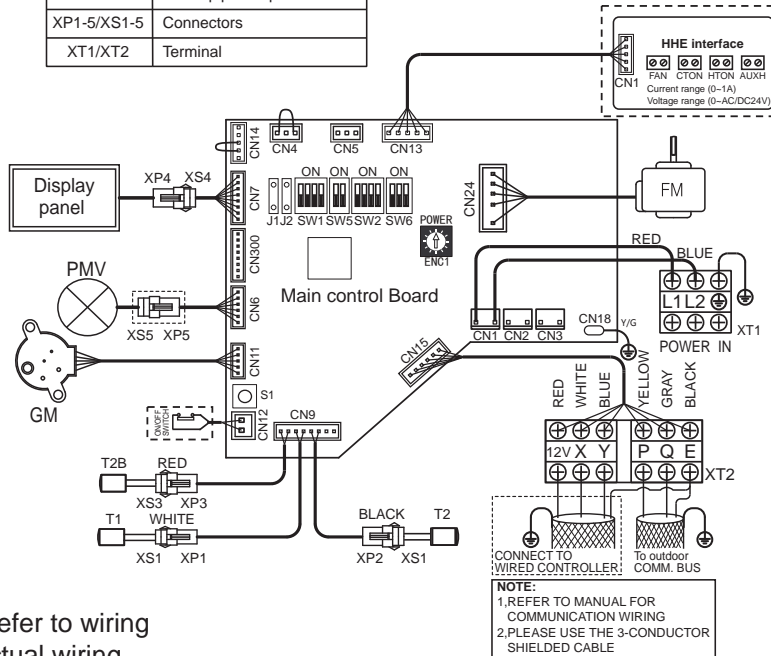 XP1-5/XS1-5 Connectors
XT1/XT2 Terminal
HHE interface
CN1
FAN CTON HTON AUXH
Current range (0~1A)
Voltage range (0~AC/DC24V)
CN14
CN4
CN5
CN13
Display
panel
XP4 XS4
CN7
ON ON ON ON
J1 J2 SW1 SW5 SW2 SW6
POWER
ENC1
CN24
FM
CN300
Main control Board
PMV
XS5 XP5
CN6
RED
BLUE
L1 L2
XT1
POWER IN
CN1 CN2 CN3
CN18
Y/G
GM
CN11
CN15
S1
ON/OFF
SWITCH
CN12
CN9
RED
WHITE
BLUE
YELLOW
GRAY
BLACK
12V X Y P Q E
XT2
T2B RED
XS3 XP3
T1 WHITE
XS1 XP1
BLACK T2
XP2 XS1
CONNECT TO
WIRED CONTROLLER
To outdoor
COMM. BUS
NOTE:
1,REFER TO MANUAL FOR
COMMUNICATION WIRING
2,PLEASE USE THE 3-CONDUCTOR
SHIELDED CABLE
efer to wiring